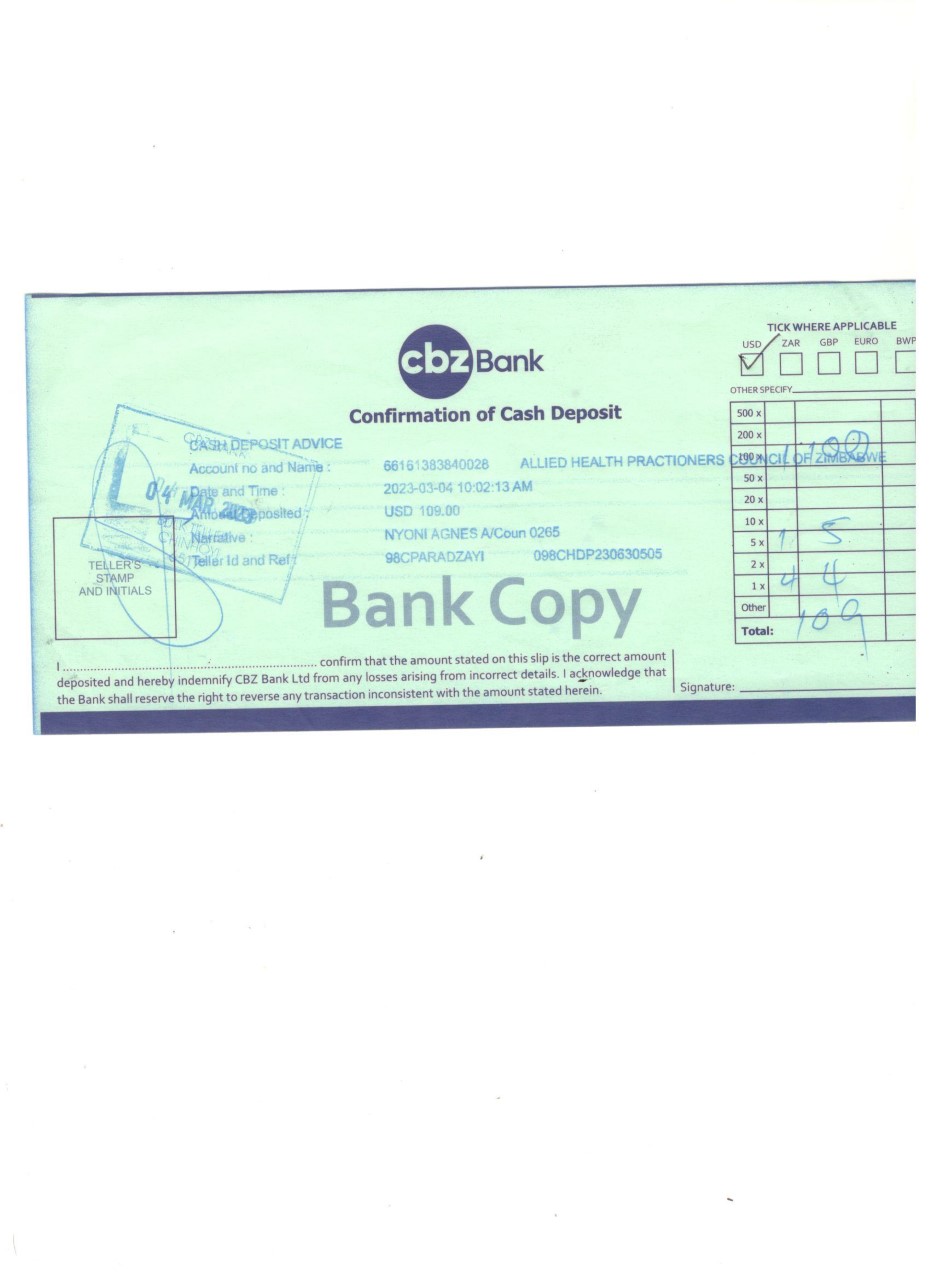 TICK WHERE APPLICABLE
USD ZAR GBP EURO BWP
cbz Bank
OTHER SPECIFY
Confirmation of Cash Deposit
500 x
200 x
100 x 1 100
50 x
20 x
10 x
5 x 1 5
2 x
1 x 4 4
Other
Total: 109
CASH DEPOSIT ADVICE
Account no and Name : 66161383840028 ALLIED HEALTH PRACTIONERS COUNCIL OF ZIMBABWE
Date and Time : 2023-03-04 10:02:13 AM
Amount Deposited : USD 109.00
Narrative : NYONI AGNES A/Coun 0265
Teller Id and Ref : 98CPARADZAYI 098CHDP230630505
04 MAR 2023
TELLER'S
STAMP
AND INITIALS
Bank Copy
I ........................ confirm that the amount stated on this slip is the correct amount
deposited and hereby indemnify CBZ Bank Ltd from any losses arising from incorrect details. I acknowledge that
the Bank shall reserve the right to reverse any transaction inconsistent with the amount stated herein.
Signature: